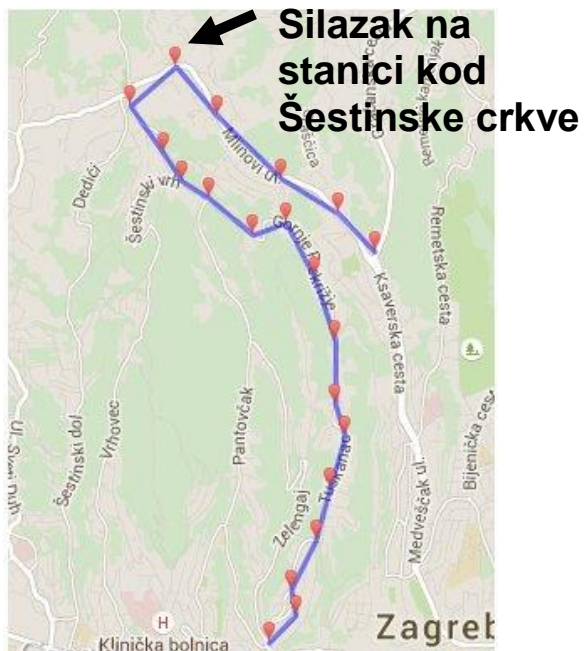 Silazak na
stanici kod
Šestinske crkve
Mlinovi ul.
Dedići
Šestinski vrh
Gornje
Remetska cesta
Ksaverska cesta
Pantovčak
Vrhovec
Šestinski dol
Tuškanac
Zelengaj
Medveščak ul.
Bijenička ces
H
Zagreb
Klinička bolnica